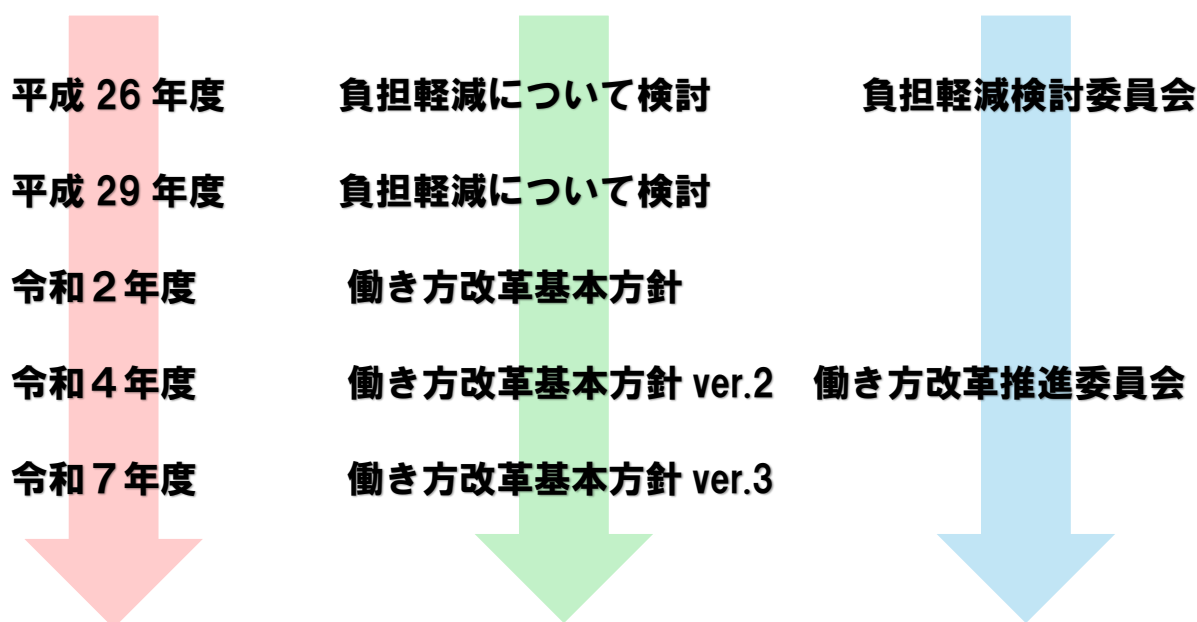 平成 26 年度 負担軽減について検討 負担軽減検討委員会
平成 29 年度 負担軽減について検討
令和２年度 働き方改革基本方針
令和４年度 働き方改革基本方針 ver.2 働き方改革推進委員会
令和７年度 働き方改革基本方針 ver.3